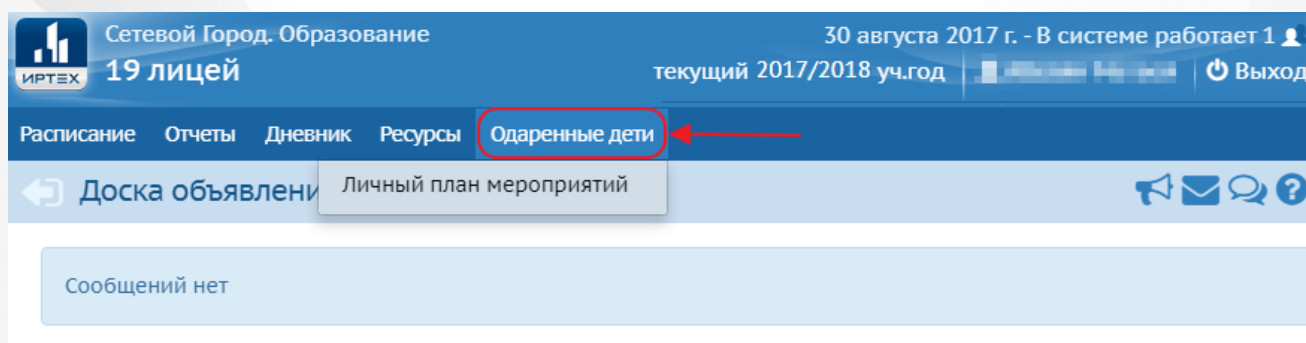 Сетевой Город. Образование
30 августа 2017 г. - В системе работает 1
ИРТЕХ
19 лицей
текущий 2017/2018 уч.год
Выход
Расписание Отчеты Дневник Ресурсы Одаренные дети
Доска объявлени
Личный план мероприятий
Сообщений нет